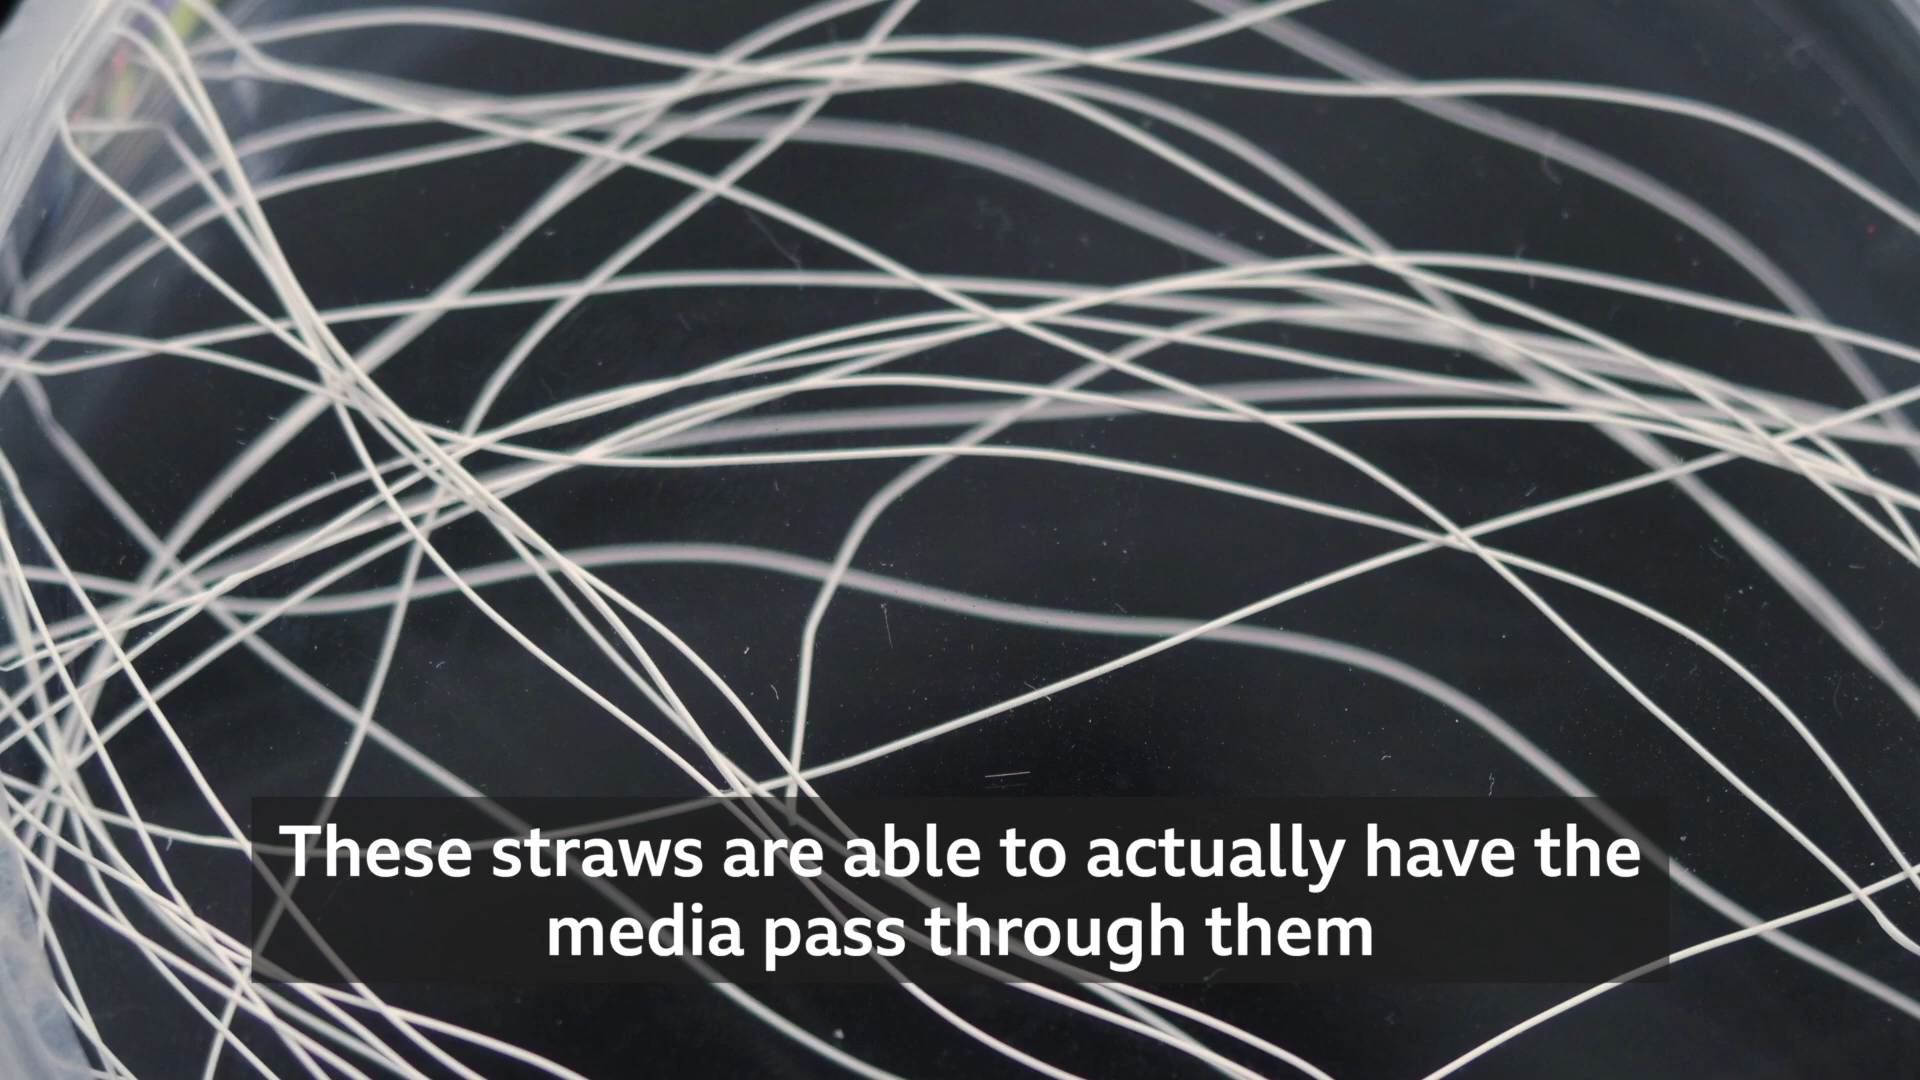 These straws are able to actually have the
media pass through them